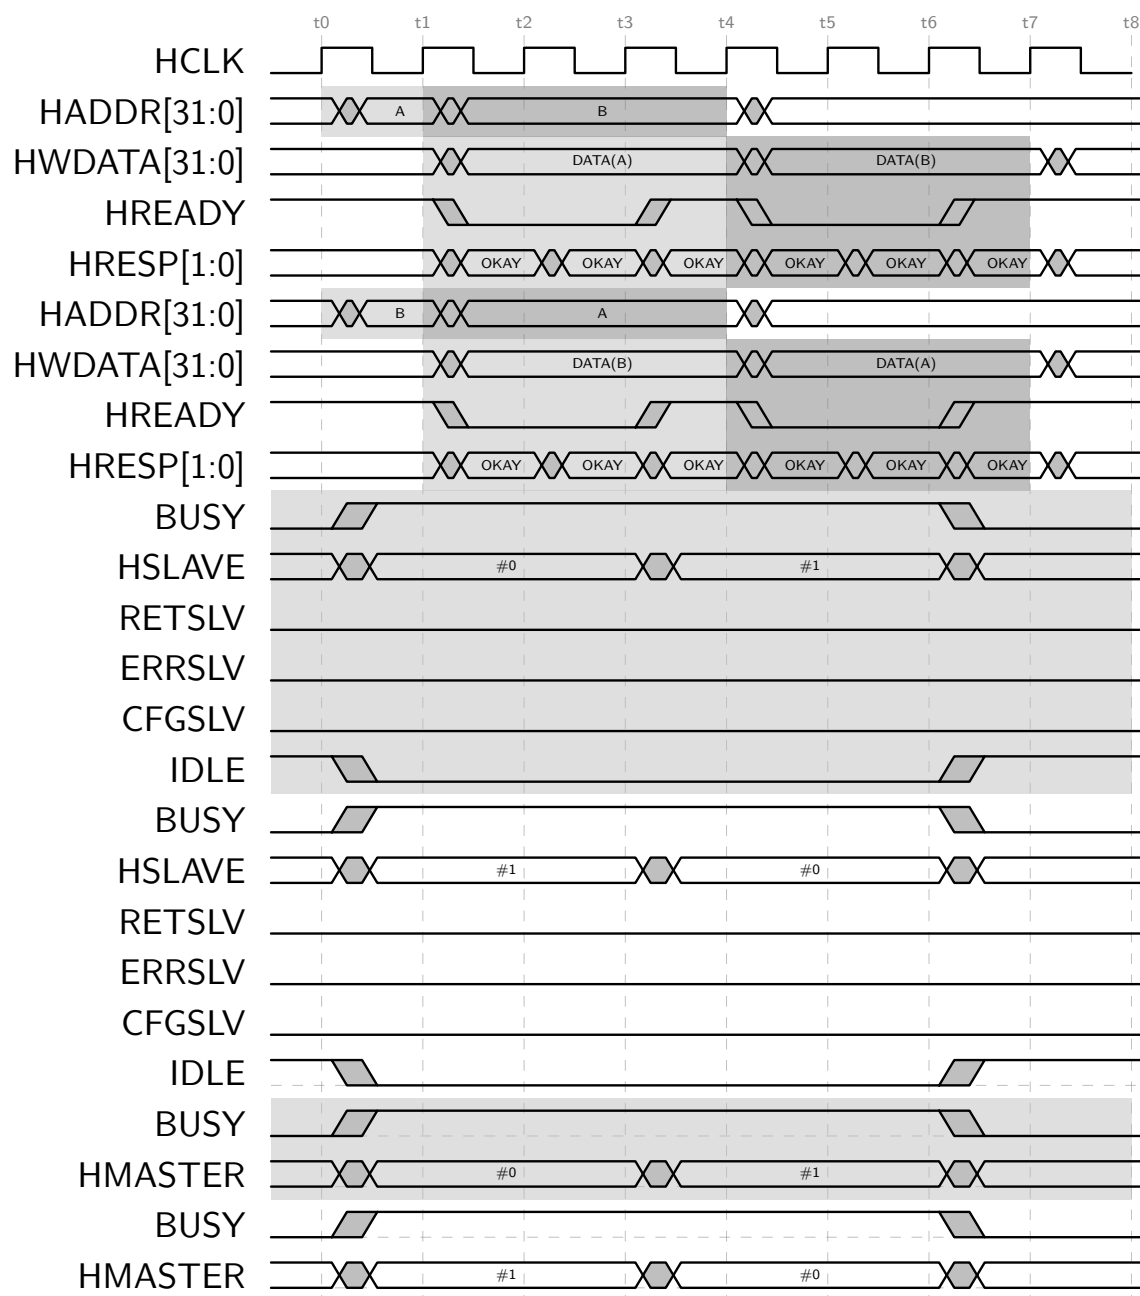 t0 t1 t2 t3 t4 t5 t6 t7 t8
HCLK
HADDR[31:0] A B
HWDATA[31:0] DATA(A) DATA(B)
HREADY
HRESP[1:0] OKAY OKAY OKAY OKAY OKAY OKAY
HADDR[31:0] B A
HWDATA[31:0] DATA(B) DATA(A)
HREADY
HRESP[1:0] OKAY OKAY OKAY OKAY OKAY OKAY
BUSY
HSLAVE #0 #1
RETSLV
ERRSLV
CFGSLV
IDLE
BUSY
HSLAVE #1 #0
RETSLV
ERRSLV
CFGSLV
IDLE
BUSY
HMASTER #0 #1
BUSY
HMASTER #1 #0